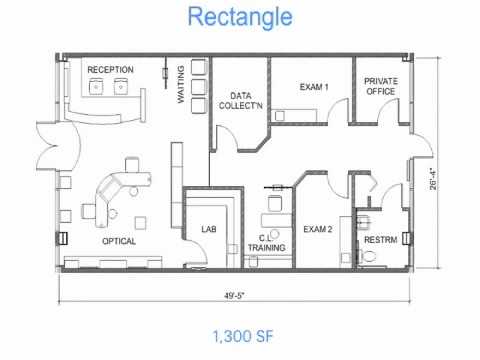 Rectangle
RECEPTION
WAITING
DATA
COLLECT'N
EXAM 1
PRIVATE
OFFICE
26'-4"
OPTICAL
LAB
C.L.
TRAINING
EXAM 2
RESTRM
49'-5"
1,300 SF